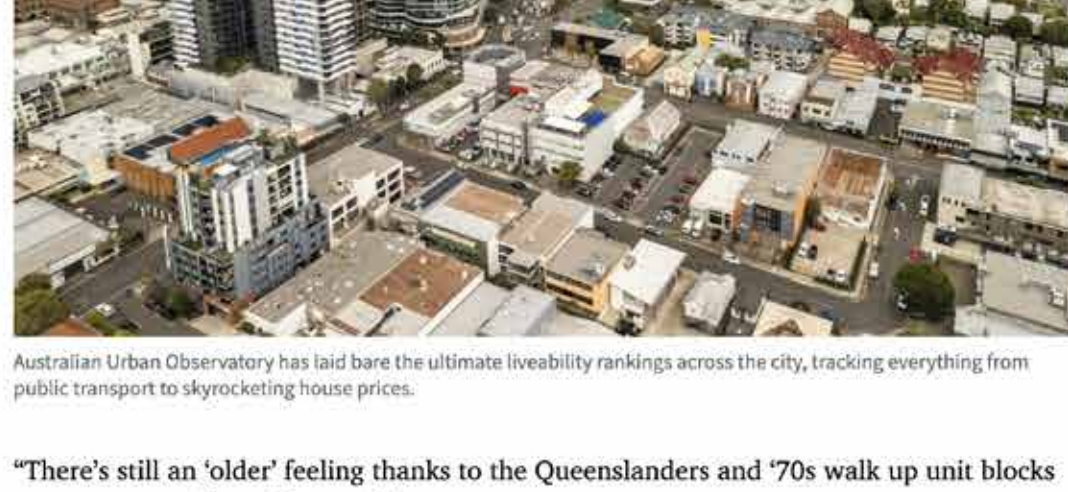 Australian Urban Observatory has laid bare the ultimate liveability rankings across the city, tracking everything from
public transport to skyrocketing house prices.
“There’s still an ‘older’ feeling thanks to the Queenslanders and ‘70s walk up unit blocks